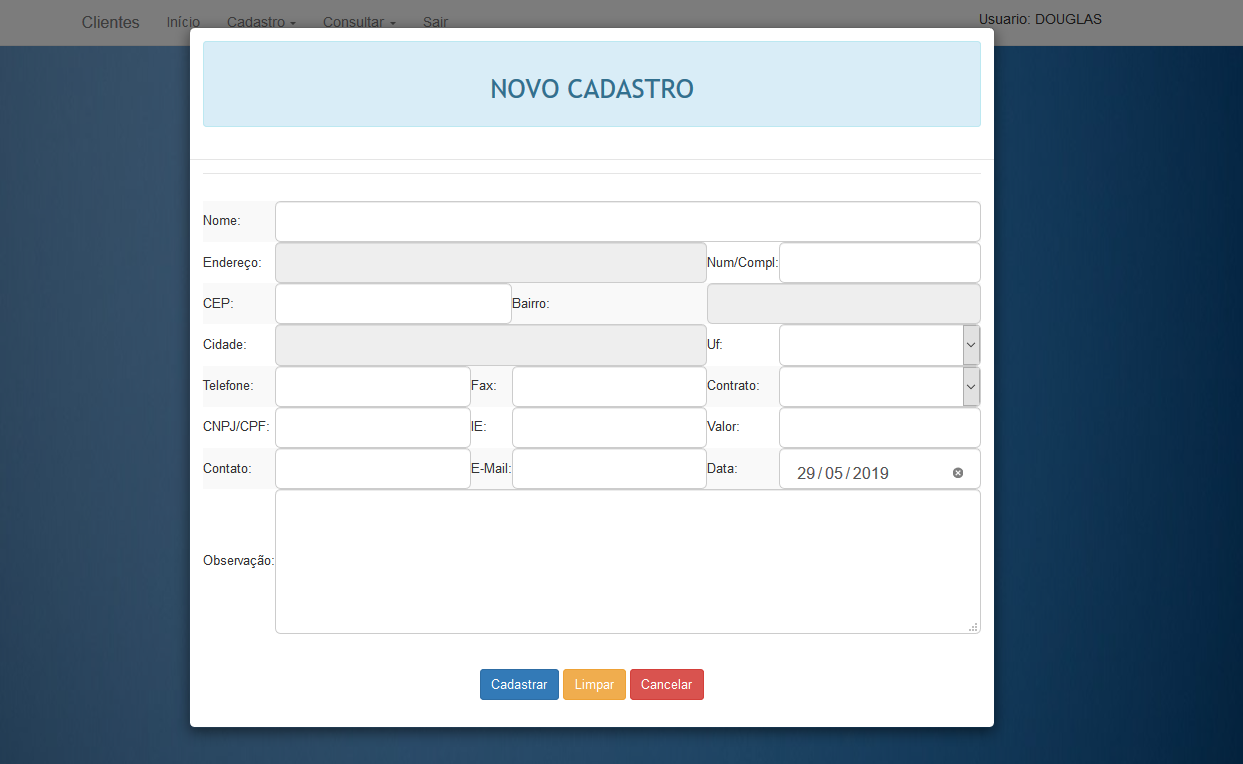 Clientes Início Cadastro Consultar Sair Usuario: DOUGLAS
NOVO CADASTRO
Nome:
Endereço: Num/Compl:
CEP: Bairro:
Cidade: Uf:
Telefone: Fax: Contrato:
CNPJ/CPF: IE: Valor:
Contato: E-Mail: Data: 29/05/2019
Observação:
Cadastrar Limpar Cancelar